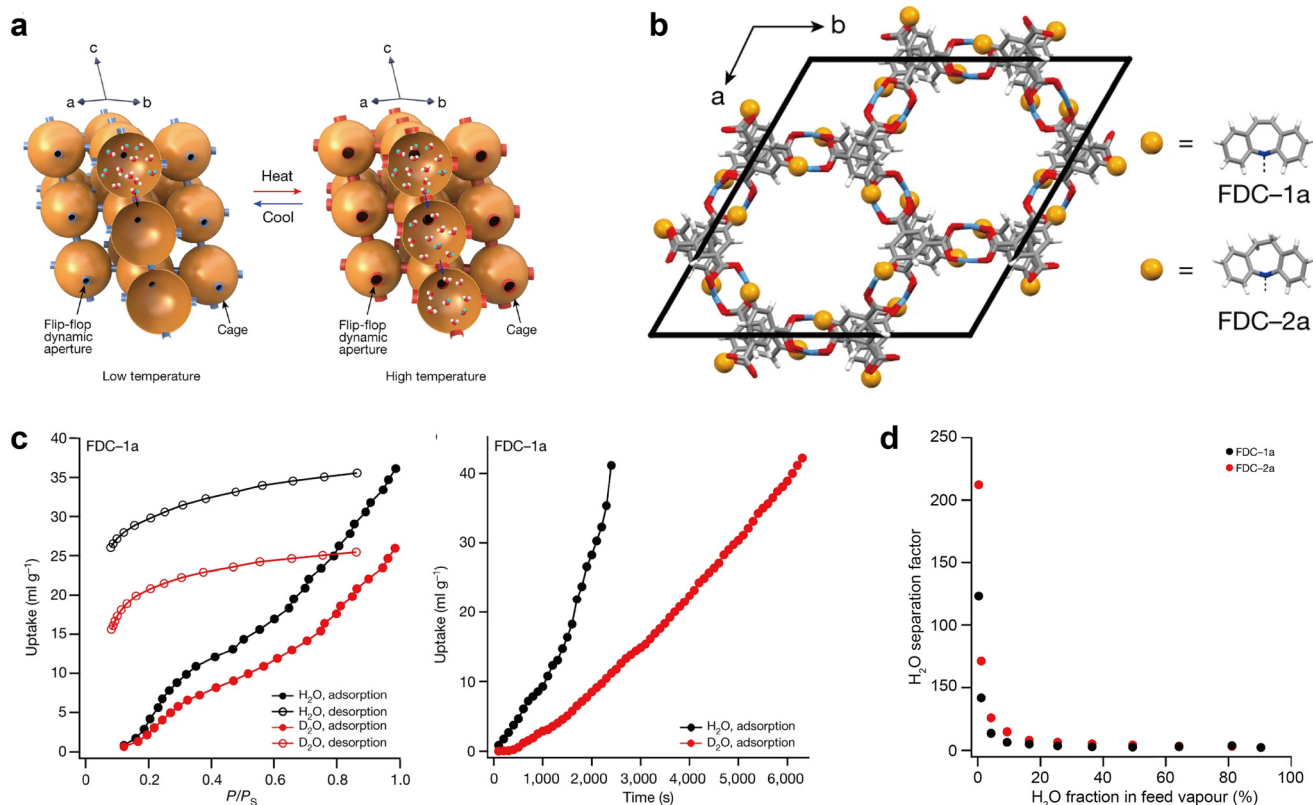 a
c
a
b
Heat
Cool
Flip-flop
dynamic
aperture
Cage
Low temperature
c
a
b
Flip-flop
dynamic
aperture
Cage
High temperature
b
b
a
=
FDC–1a
=
FDC–2a
c
FDC–1a
Uptake (ml g⁻¹)
40
35
30
25
20
15
10
5
0
0
0.2
0.4
0.6
0.8
1.0
P/Pₛ
H₂O, adsorption
H₂O, desorption
D₂O, adsorption
D₂O, desorption
FDC–1a
Uptake (ml g⁻¹)
40
30
20
10
0
0
1,000
2,000
3,000
4,000
5,000
6,000
Time (s)
H₂O, adsorption
D₂O, adsorption
d
H₂O separation factor
250
200
150
100
50
0
0
20
40
60
80
100
H₂O fraction in feed vapour (%)
FDC–1a
FDC–2a